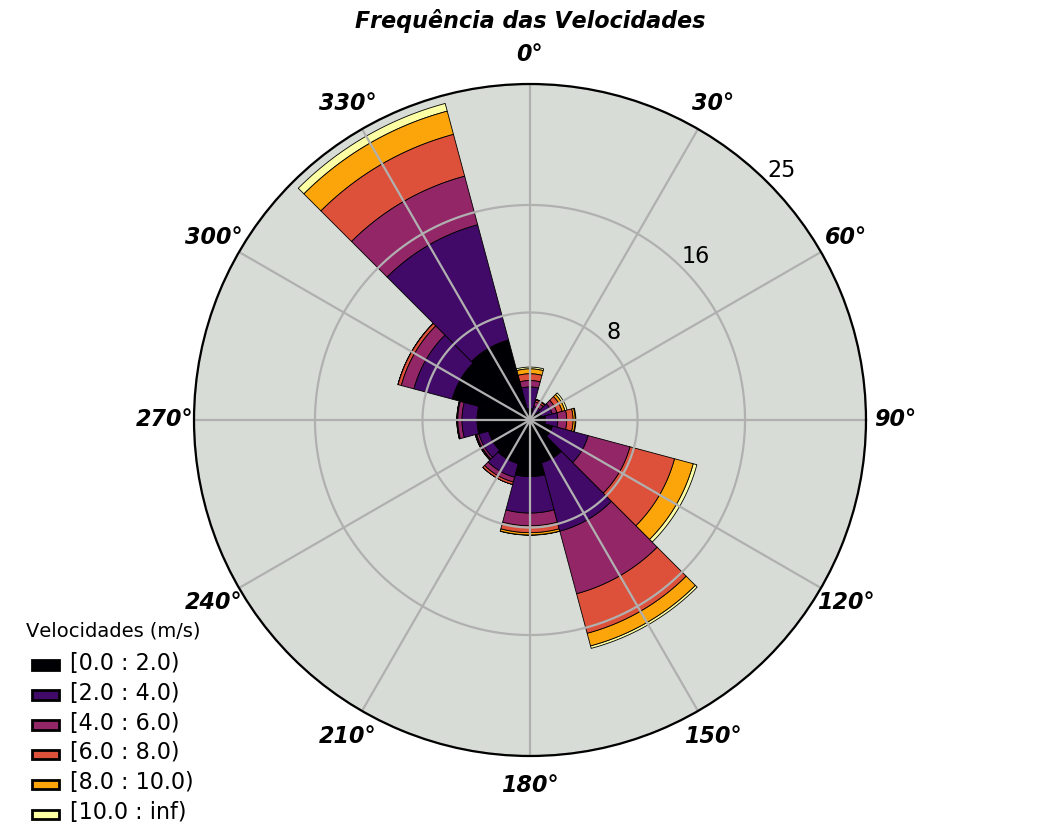 Frequência das Velocidades
0°
330°
30°
25
300°
60°
16
8
270°
90°
240°
120°
210°
150°
180°
Velocidades (m/s)
[0.0 : 2.0)
[2.0 : 4.0)
[4.0 : 6.0)
[6.0 : 8.0)
[8.0 : 10.0)
[10.0 : inf)